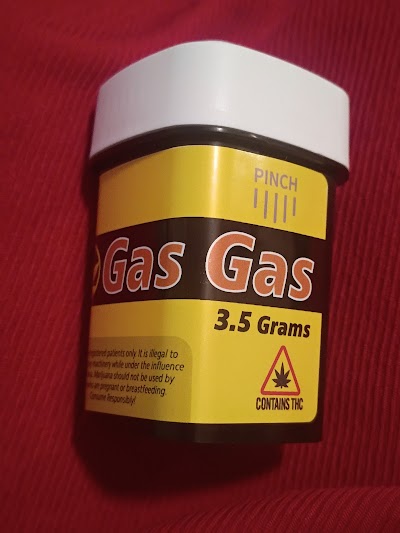 PINCH
Gas Gas
3.5 Grams
registered patients only. It is illegal to
machinery while under the influence
Marijuana should not be used by
are pregnant or breastfeeding.
Consume Responsibly!
CONTAINS THC